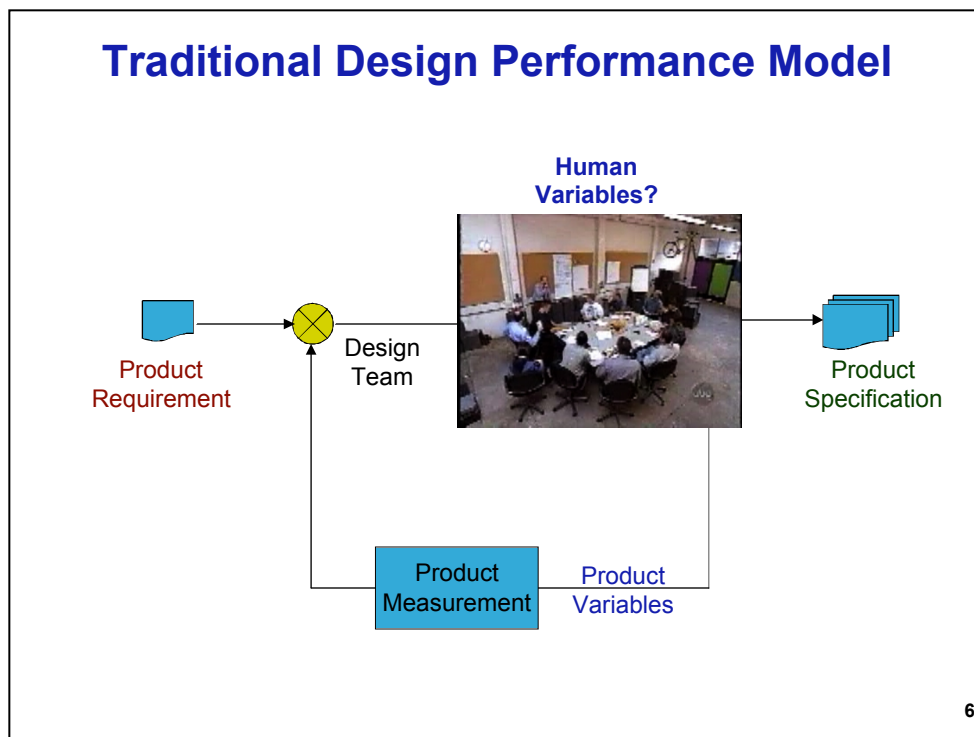 Traditional Design Performance Model
Human
Variables?
Product
Requirement
Design
Team
Product
Specification
Product
Measurement
Product
Variables
6